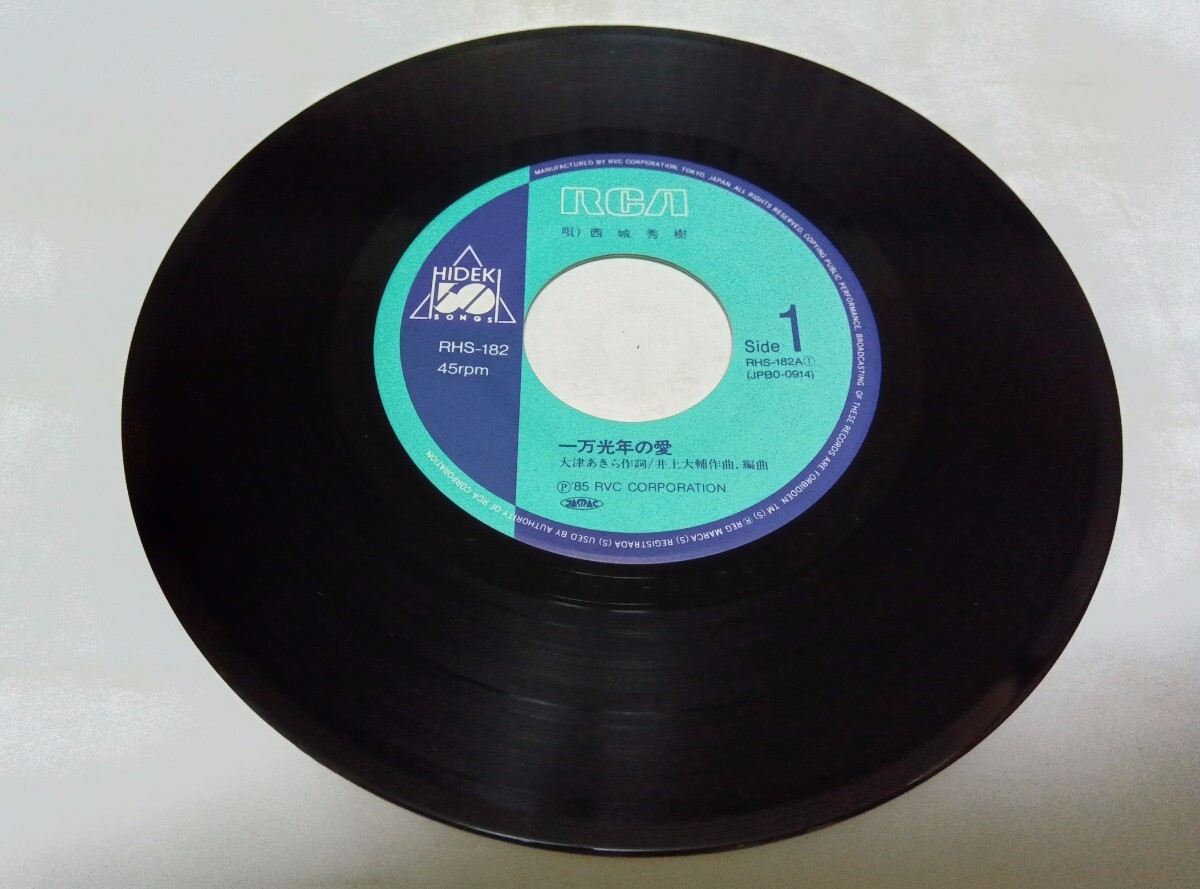 MANUFACTURED BY RVC CORPORATION, TOKYO, JAPAN. ALL RIGHTS RESERVED. COPYING PUBLIC PERFORMANCE, BROADCASTING OF THESE RECORDS ARE FORBIDDEN. TM (S) ® REG MARCA(S) REGISTRADA (S) USED BY AUTHORITY OF RCA CORPORATION
RCA
唄) 西城秀樹
HIDEKI
50
SONGS
RHS-182
45rpm
Side 1
RHS-182A①
(JPBO-0914)
一万光年の愛
大津あきら作詞/井上大輔作曲、編曲
Ⓟ'85 RVC CORPORATION
JASRAC